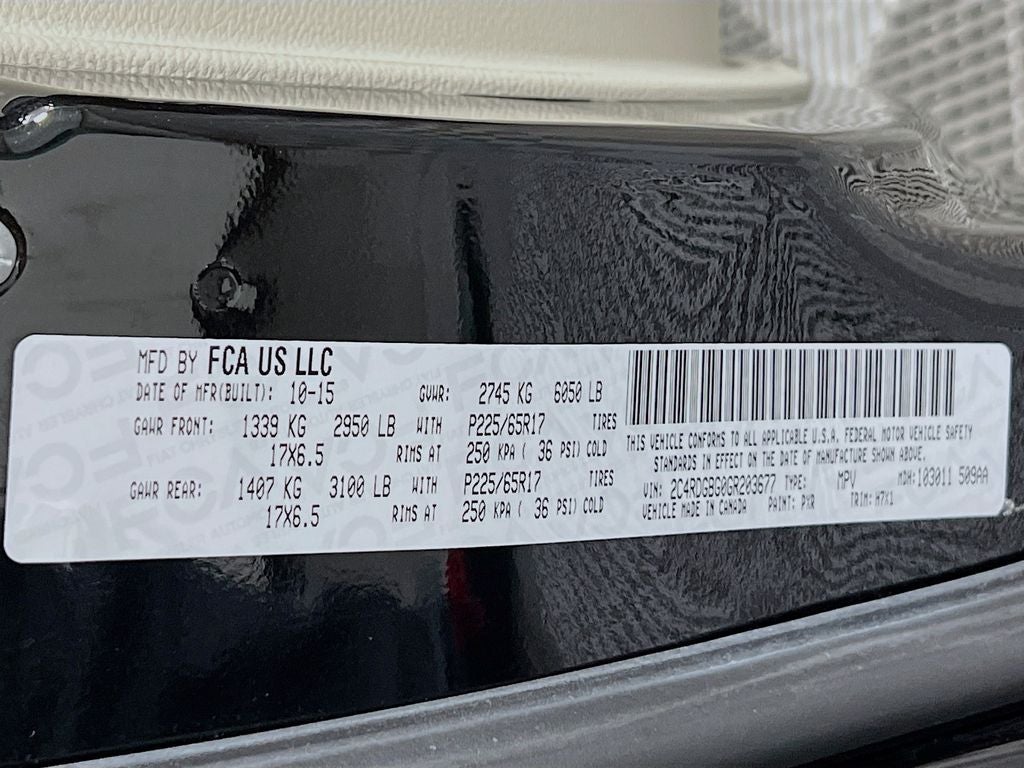 MFD BY FCA US LLC
DATE OF MFR(BUILT): 10-15 GVWR: 2745 KG 6050 LB
GAWR FRONT: 1339 KG 2950 LB WITH P225/65R17 TIRES
17X6.5 RIMS AT 250 KPA ( 36 PSI) COLD
GAWR REAR: 1407 KG 3100 LB WITH P225/65R17 TIRES
17X6.5 RIMS AT 250 KPA ( 36 PSI) COLD
THIS VEHICLE CONFORMS TO ALL APPLICABLE U.S.A. FEDERAL MOTOR VEHICLE SAFETY
STANDARDS IN EFFECT ON THE DATE OF MANUFACTURE SHOWN ABOVE.
VIN: 2C4RDGBG0GR203677 TYPE: MPV MDH: 103011 509AA
VEHICLE MADE IN CANADA PAINT: PXR TRIM: H7X1